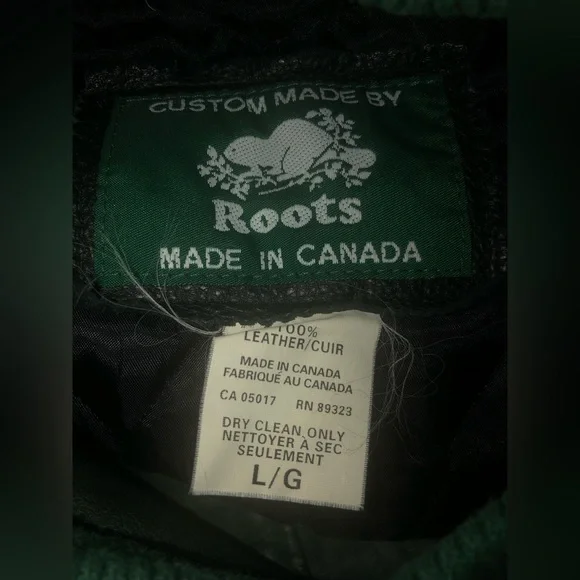 CUSTOM MADE BY
Roots
MADE IN CANADA
100%
LEATHER/CUIR
MADE IN CANADA
FABRIQUÉ AU CANADA
CA 05017 RN 89323
DRY CLEAN ONLY
NETTOYER À SEC
SEULEMENT
L/G